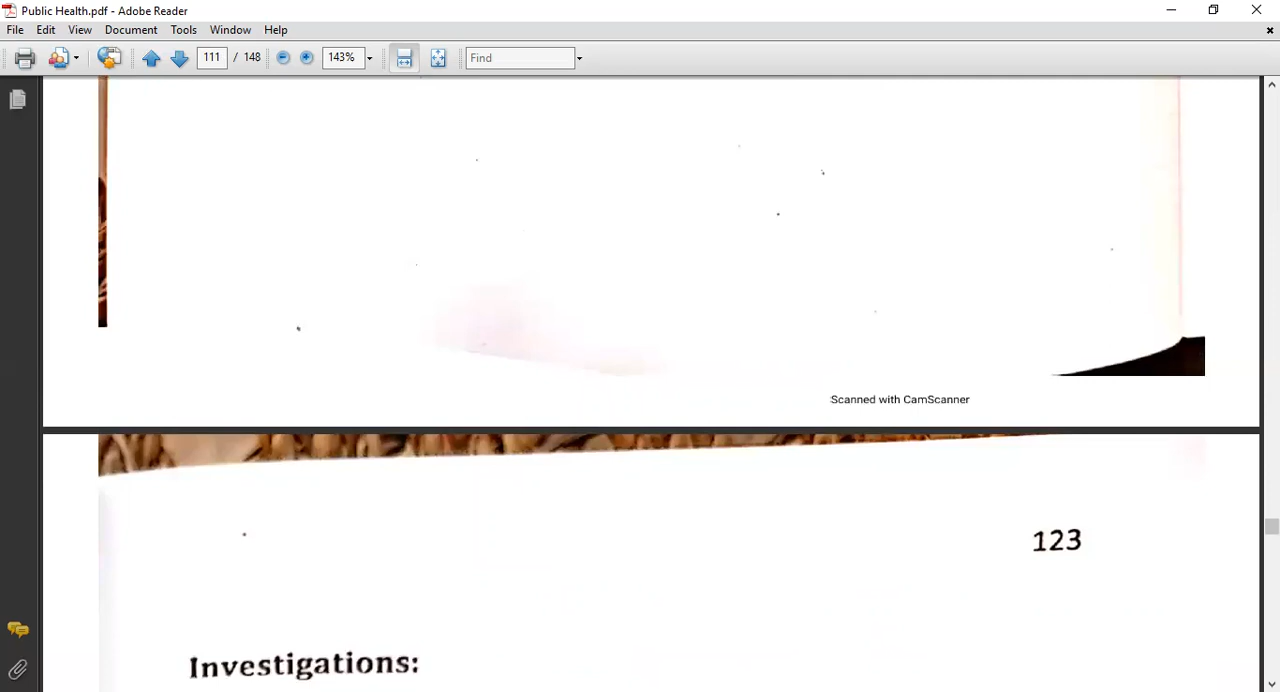 Public Health.pdf - Adobe Reader
File Edit View Document Tools Window Help
111 / 148 143% Find
Scanned with CamScanner
123
Investigations: